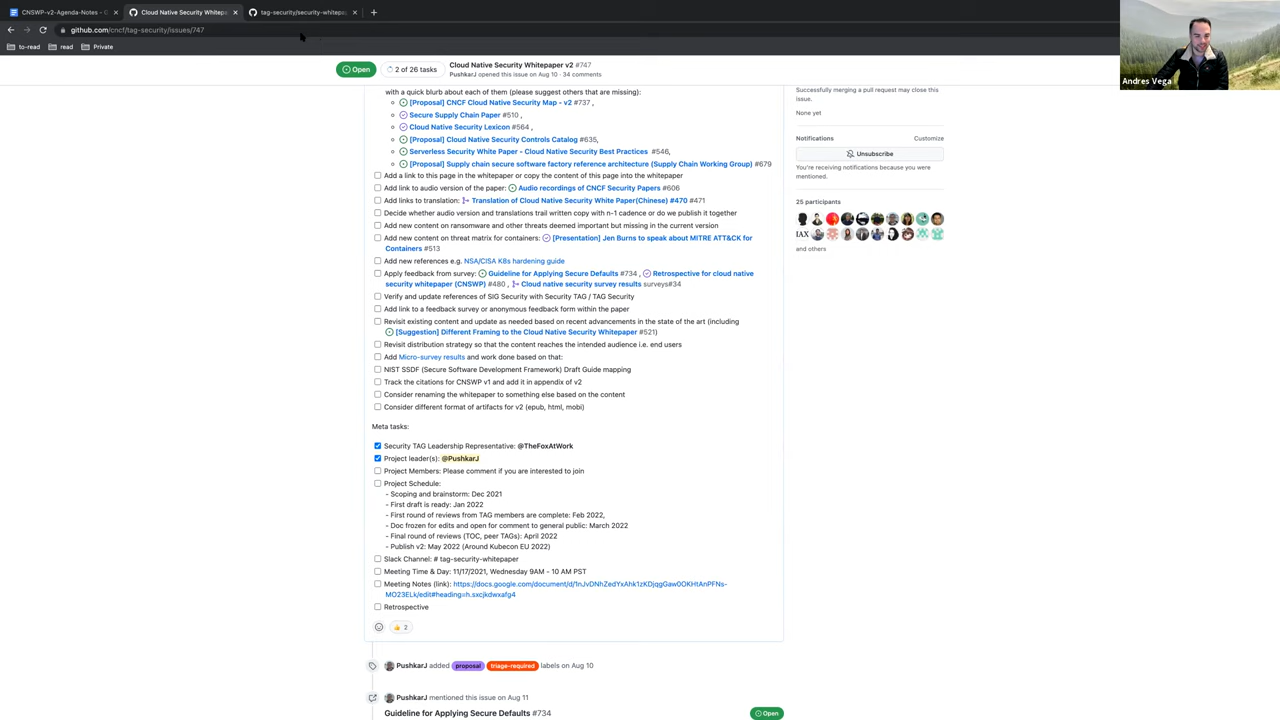 CNSWP-v2-Agenda-Notes - G
Cloud Native Security Whitep
tag-security/security-whitepa
github.com/cncf/tag-security/issues/747
to-read
read
Private
Andres Vega
Open
2 of 26 tasks
Cloud Native Security Whitepaper v2 #747
PushkarJ opened this issue on Aug 10 · 34 comments
with a quick blurb about each of them (please suggest others that are missing):
[Proposal] CNCF Cloud Native Security Map - v2 #737 ,
Secure Supply Chain Paper #510 ,
Cloud Native Security Lexicon #564 ,
[Proposal] Cloud Native Security Controls Catalog #635,
Serverless Security White Paper - Cloud Native Security Best Practices #546,
[Proposal] Supply chain secure software factory reference architecture (Supply Chain Working Group) #679
Add a link to this page in the whitepaper or copy the content of this page into the whitepaper
Add link to audio version of the paper: Audio recordings of CNCF Security Papers #606
Add links to translation: Translation of Cloud Native Security White Paper(Chinese) #470 #471
Decide whether audio version and translations trail written copy with n-1 cadence or do we publish it together
Add new content on ransomware and other threats deemed important but missing in the current version
Add new content on threat matrix for containers: [Presentation] Jen Burns to speak about MITRE ATT&CK for
Containers #513
Add new references e.g. NSA/CISA K8s hardening guide
Apply feedback from survey: Guideline for Applying Secure Defaults #734 , Retrospective for cloud native
security whitepaper (CNSWP) #480 , Cloud native security survey results surveys#34
Verify and update references of SIG Security with Security TAG / TAG Security
Add link to a feedback survey or anonymous feedback form within the paper
Revisit existing content and update as needed based on recent advancements in the state of the art (including
[Suggestion] Different Framing to the Cloud Native Security Whitepaper #521)
Revisit distribution strategy so that the content reaches the intended audience i.e. end users
Add Micro-survey results and work done based on that:
NIST SSDF (Secure Software Development Framework) Draft Guide mapping
Track the citations for CNSWP v1 and add it in appendix of v2
Consider renaming the whitepaper to something else based on the content
Consider different format of artifacts for v2 (epub, html, mobi)
Meta tasks:
Security TAG Leadership Representative: @TheFoxAtWork
Project leader(s): @PushkarJ
Project Members: Please comment if you are interested to join
Project Schedule:
- Scoping and brainstorm: Dec 2021
- First draft is ready: Jan 2022
- First round of reviews from TAG members are complete: Feb 2022,
- Doc frozen for edits and open for comment to general public: March 2022
- Final round of reviews (TOC, peer TAGs): April 2022
- Publish v2: May 2022 (Around Kubecon EU 2022)
Slack Channel: # tag-security-whitepaper
Meeting Time & Day: 11/17/2021, Wednesday 9AM - 10 AM PST
Meeting Notes (link): https://docs.google.com/document/d/1nJvDNhZedYxAhk1zKDjqgGaw0OKHtAnPFNs-
MO23ELk/edit#heading=h.sxcjkdwxafg4
Retrospective
2
PushkarJ added proposal triage-required labels on Aug 10
PushkarJ mentioned this issue on Aug 11
Guideline for Applying Secure Defaults #734
Open
Successfully merging a pull request may close this
issue.
None yet
Notifications
Customize
Unsubscribe
You're receiving notifications because you were
mentioned.
25 participants
IAX
and others